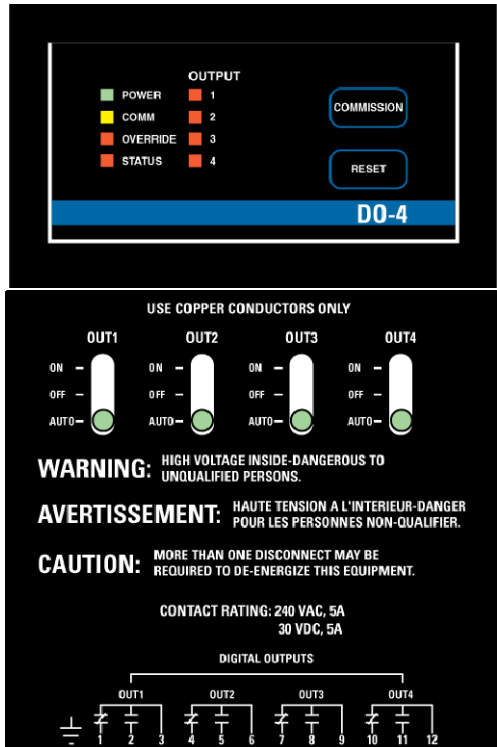 OUTPUT
POWER 1
COMM 2
OVERRIDE 3
STATUS 4
COMMISSION
RESET
DO-4
USE COPPER CONDUCTORS ONLY
OUT1 OUT2 OUT3 OUT4
ON ON ON ON
OFF OFF OFF OFF
AUTO AUTO AUTO AUTO
WARNING: HIGH VOLTAGE INSIDE-DANGEROUS TO
UNQUALIFIED PERSONS.
AVERTISSEMENT: HAUTE TENSION A L'INTERIEUR-DANGER
POUR LES PERSONNES NON-QUALIFIER.
CAUTION: MORE THAN ONE DISCONNECT MAY BE
REQUIRED TO DE-ENERGIZE THIS EQUIPMENT.
CONTACT RATING: 240 VAC, 5A
30 VDC, 5A
DIGITAL OUTPUTS
OUT1 OUT2 OUT3 OUT4
1 2 3 4 5 6 7 8 9 10 11 12